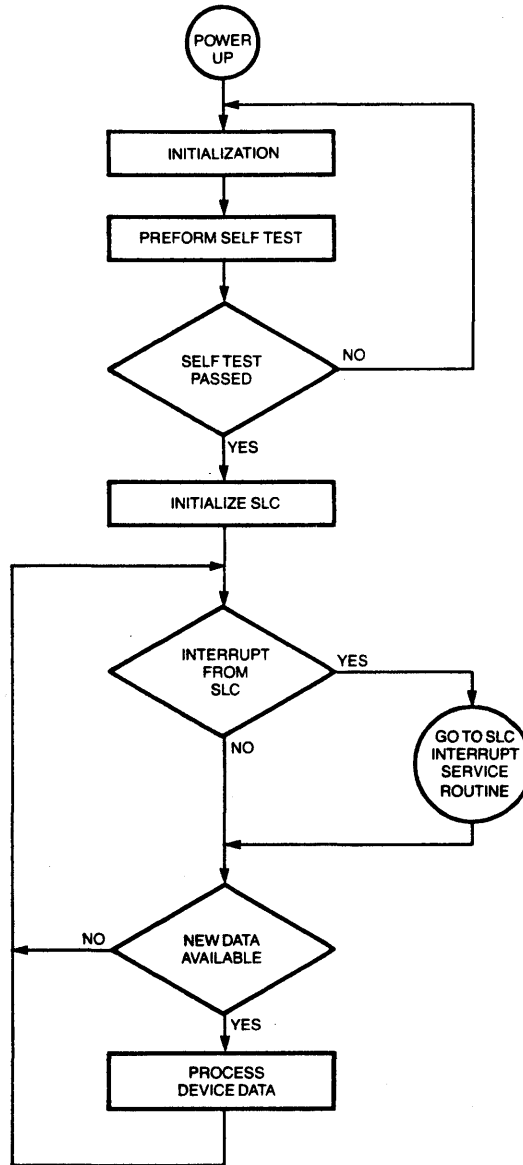 POWER
UP
INITIALIZATION
PREFORM SELF TEST
SELF TEST
PASSED
NO
YES
INITIALIZE SLC
INTERRUPT
FROM
SLC
YES
NO
GO TO SLC
INTERRUPT
SERVICE
ROUTINE
NEW DATA
AVAILABLE
NO
YES
PROCESS
DEVICE DATA